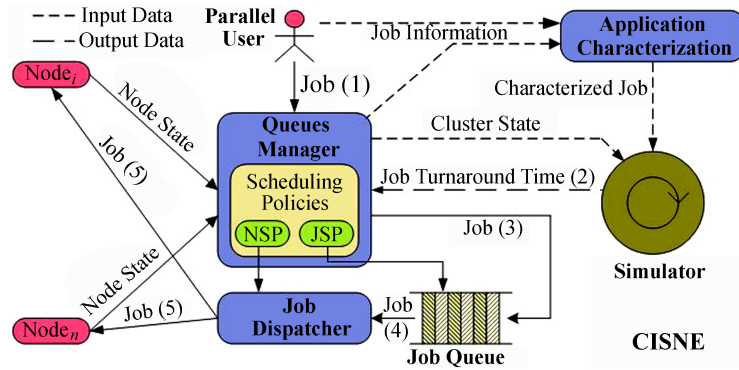 Input Data
Output Data
Parallel
User
Job Information
Application
Characterization
Node i
Node State
Job (1)
Characterized Job
Queues
Manager
Cluster State
Job (5)
Scheduling
Policies
Job Turnaround Time (2)
NSP
JSP
Job (3)
Simulator
Node State
Node n
Job (5)
Job
Dispatcher
Job
(4)
Job Queue
CISNE